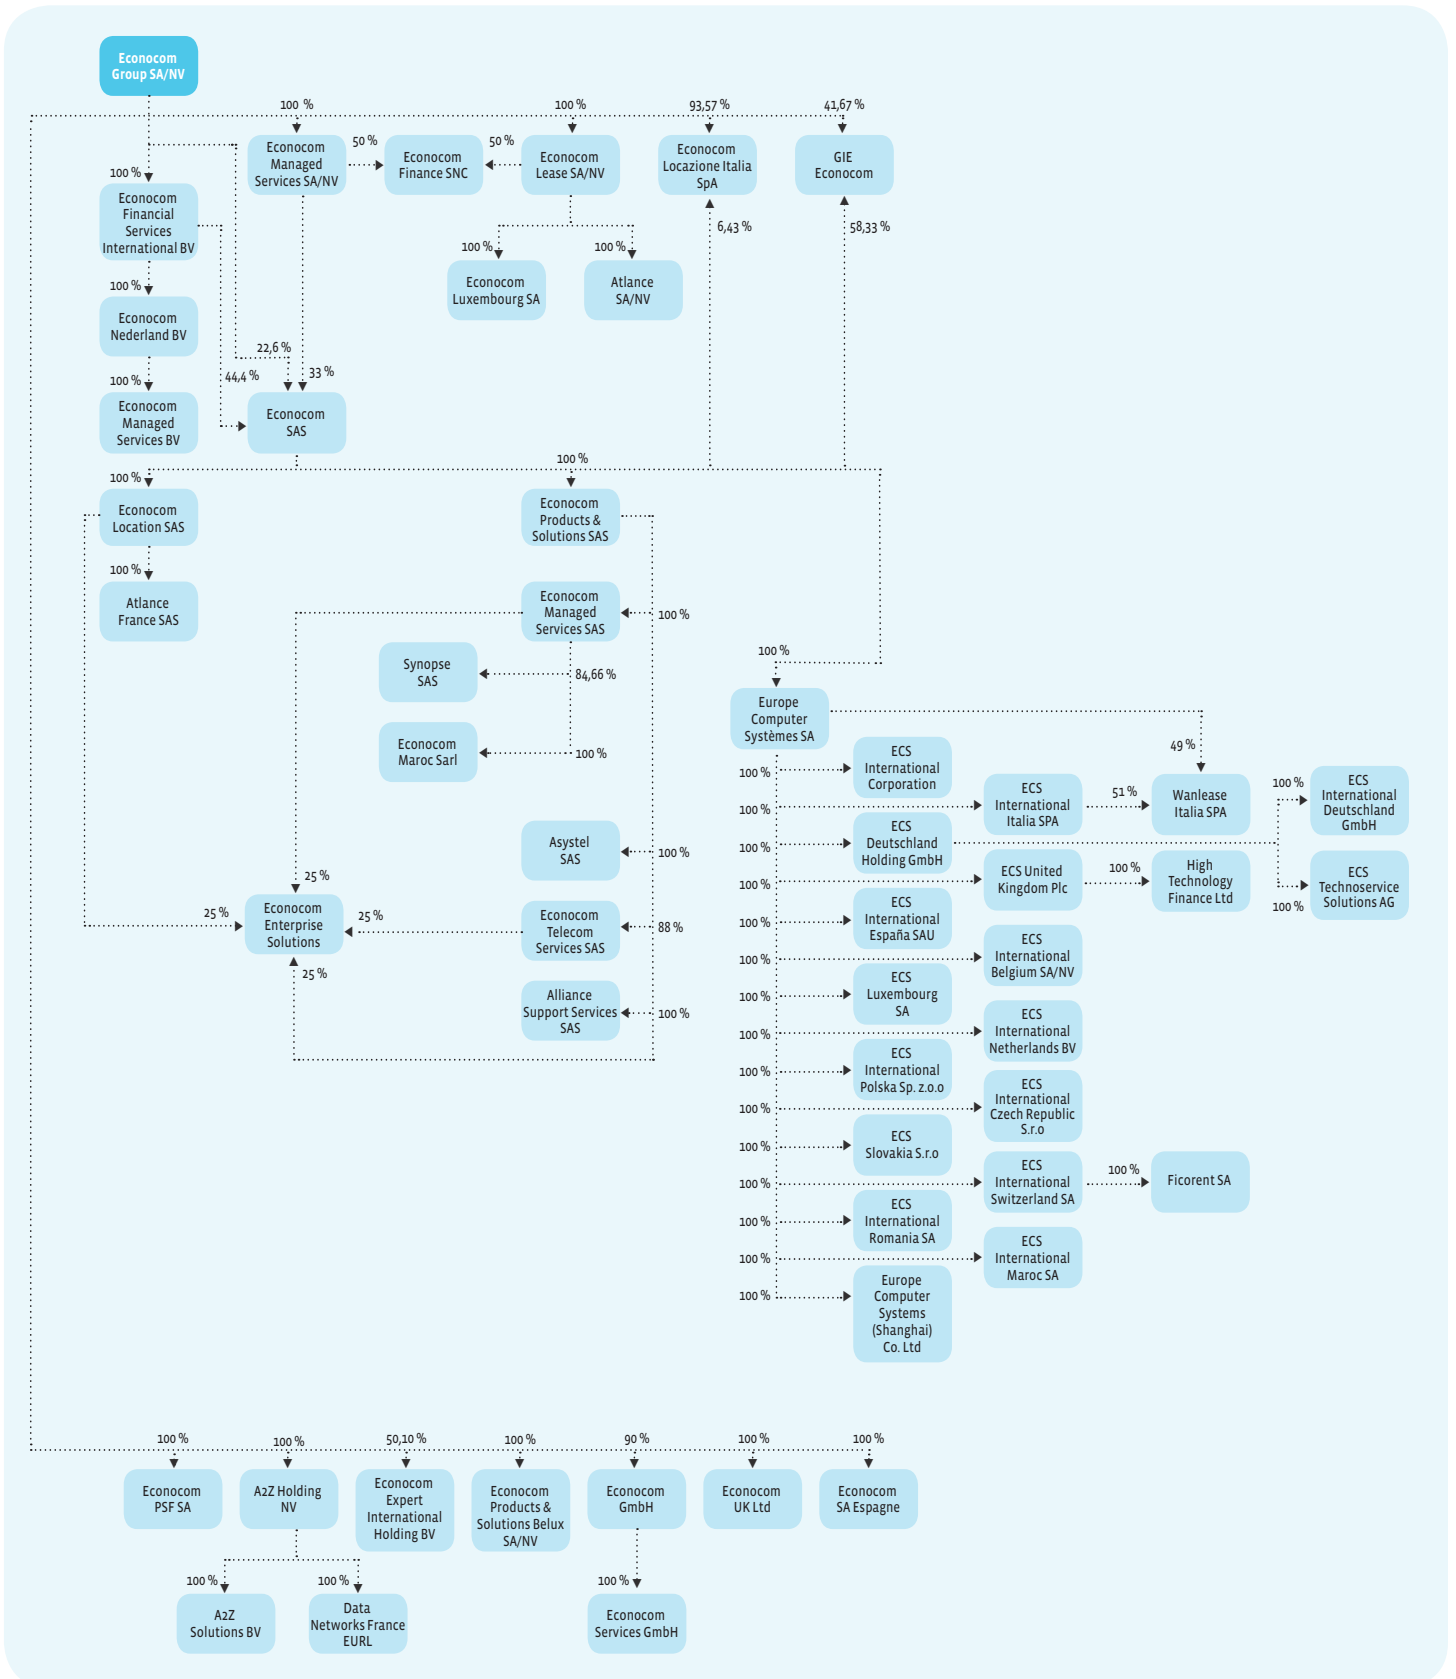 Econocom
Group SA/NV
100 %
100 %
93,57 %
41,67 %
Econocom
Managed
Services SA/NV
50 %
Econocom
Finance SNC
50 %
Econocom
Lease SA/NV
Econocom
Locazione Italia
SpA
GIE
Econocom
100 %
Econocom
Financial
Services
International BV
6,43 %
58,33 %
100 %
100 %
Econocom
Luxembourg SA
Atlance
SA/NV
100 %
Econocom
Nederland BV
22,6 %
44,4 %
33 %
100 %
Econocom
Managed
Services BV
Econocom
SAS
100 %
100 %
Econocom
Location SAS
Econocom
Products &
Solutions SAS
100 %
Atlance
France SAS
Econocom
Managed
Services SAS
100 %
Synopse
SAS
84,66 %
Econocom
Maroc Sarl
100 %
Asystel
SAS
100 %
25 %
25 %
Econocom
Enterprise
Solutions
25 %
Econocom
Telecom
Services SAS
88 %
25 %
Alliance
Support Services
SAS
100 %
100 %
Europe
Computer
Systèmes SA
49 %
100 %
ECS
International
Corporation
100 %
ECS
International
Italia SPA
51 %
Wanlease
Italia SPA
100 %
ECS
International
Deutschland
GmbH
100 %
ECS
Deutschland
Holding GmbH
100 %
ECS United
Kingdom Plc
100 %
High
Technology
Finance Ltd
100 %
ECS
Technoservice
Solutions AG
100 %
ECS
International
España SAU
100 %
ECS
International
Belgium SA/NV
100 %
ECS
Luxembourg
SA
100 %
ECS
International
Netherlands BV
100 %
ECS
International
Polska Sp. z.o.o
100 %
ECS
International
Czech Republic
S.r.o
100 %
ECS
Slovakia S.r.o
100 %
ECS
International
Switzerland SA
100 %
Ficorent SA
100 %
ECS
International
Romania SA
100 %
ECS
International
Maroc SA
100 %
Europe
Computer
Systems
(Shanghai)
Co. Ltd
100 %
100 %
50,10 %
100 %
90 %
100 %
100 %
Econocom
PSF SA
A2Z Holding
NV
Econocom
Expert
International
Holding BV
Econocom
Products &
Solutions Belux
SA/NV
Econocom
GmbH
Econocom
UK Ltd
Econocom
SA Espagne
100 %
100 %
100 %
A2Z
Solutions BV
Data
Networks France
EURL
Econocom
Services GmbH